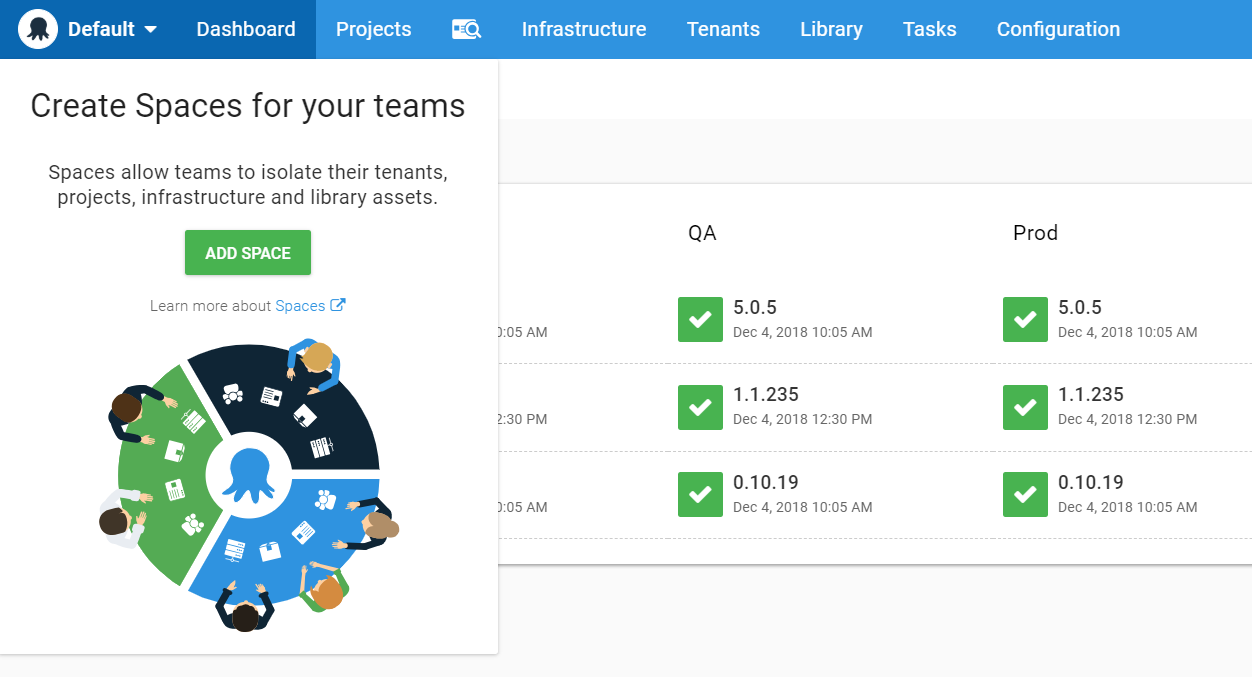 Default Dashboard Projects Infrastructure Tenants Library Tasks Configuration
Create Spaces for your teams
Spaces allow teams to isolate their tenants,
projects, infrastructure and library assets.
ADD SPACE
Learn more about Spaces
QA Prod
5.0.5 5.0.5
:05 AM Dec 4, 2018 10:05 AM Dec 4, 2018 10:05 AM
1.1.235 1.1.235
:30 PM Dec 4, 2018 12:30 PM Dec 4, 2018 12:30 PM
0.10.19 0.10.19
:05 AM Dec 4, 2018 10:05 AM Dec 4, 2018 10:05 AM